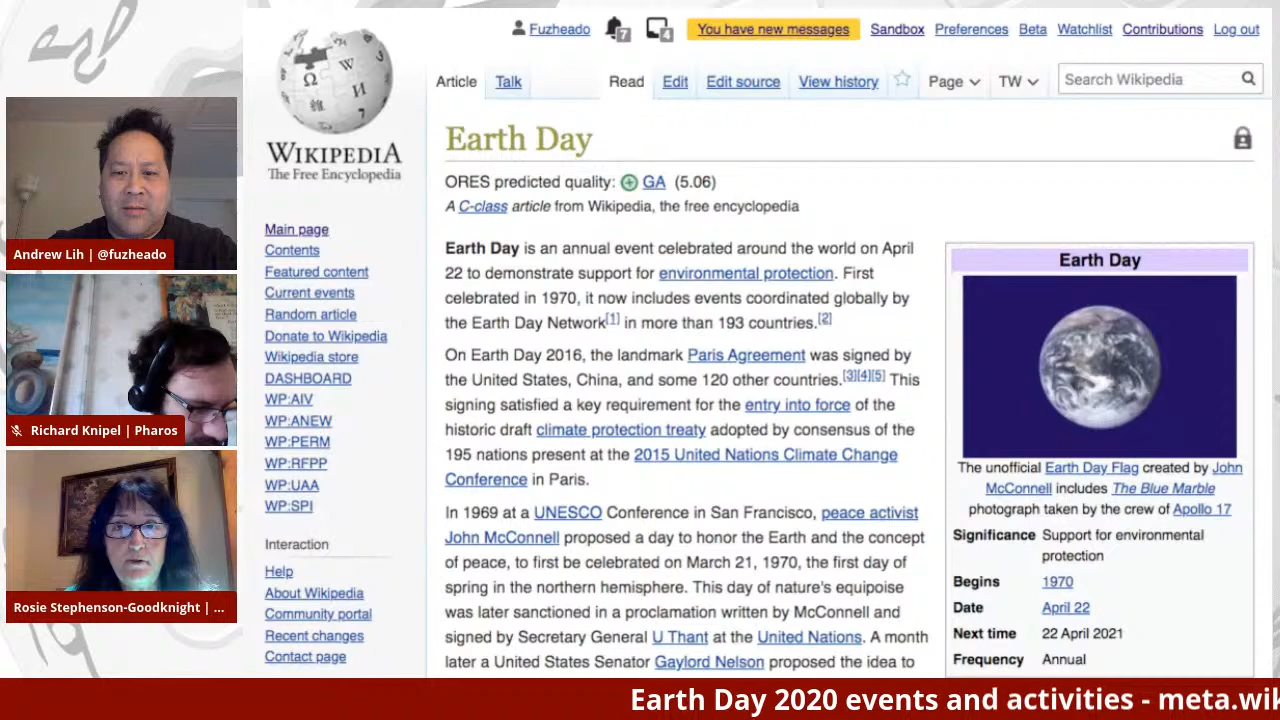 Fuzheado 7 4 You have new messages Sandbox Preferences Beta Watchlist Contributions Log out
Article Talk Read Edit Edit source View history Page TW Search Wikipedia
WIKIPEDIA
The Free Encyclopedia
Main page
Contents
Featured content
Current events
Random article
Donate to Wikipedia
Wikipedia store
DASHBOARD
WP:AIV
WP:ANEW
WP:PERM
WP:RFPP
WP:UAA
WP:SPI
Interaction
Help
About Wikipedia
Community portal
Recent changes
Contact page
Earth Day
ORES predicted quality: GA (5.06)
A C-class article from Wikipedia, the free encyclopedia
Earth Day is an annual event celebrated around the world on April
22 to demonstrate support for environmental protection. First
celebrated in 1970, it now includes events coordinated globally by
the Earth Day Network[1] in more than 193 countries.[2]
On Earth Day 2016, the landmark Paris Agreement was signed by
the United States, China, and some 120 other countries.[3][4][5] This
signing satisfied a key requirement for the entry into force of the
historic draft climate protection treaty adopted by consensus of the
195 nations present at the 2015 United Nations Climate Change
Conference in Paris.
In 1969 at a UNESCO Conference in San Francisco, peace activist
John McConnell proposed a day to honor the Earth and the concept
of peace, to first be celebrated on March 21, 1970, the first day of
spring in the northern hemisphere. This day of nature's equipoise
was later sanctioned in a proclamation written by McConnell and
signed by Secretary General U Thant at the United Nations. A month
later a United States Senator Gaylord Nelson proposed the idea to
Earth Day
The unofficial Earth Day Flag created by John
McConnell includes The Blue Marble
photograph taken by the crew of Apollo 17
Significance Support for environmental
protection
Begins 1970
Date April 22
Next time 22 April 2021
Frequency Annual
Andrew Lih | @fuzheado
Richard Knipel | Pharos
Rosie Stephenson-Goodknight | ...
Earth Day 2020 events and activities - meta.wik